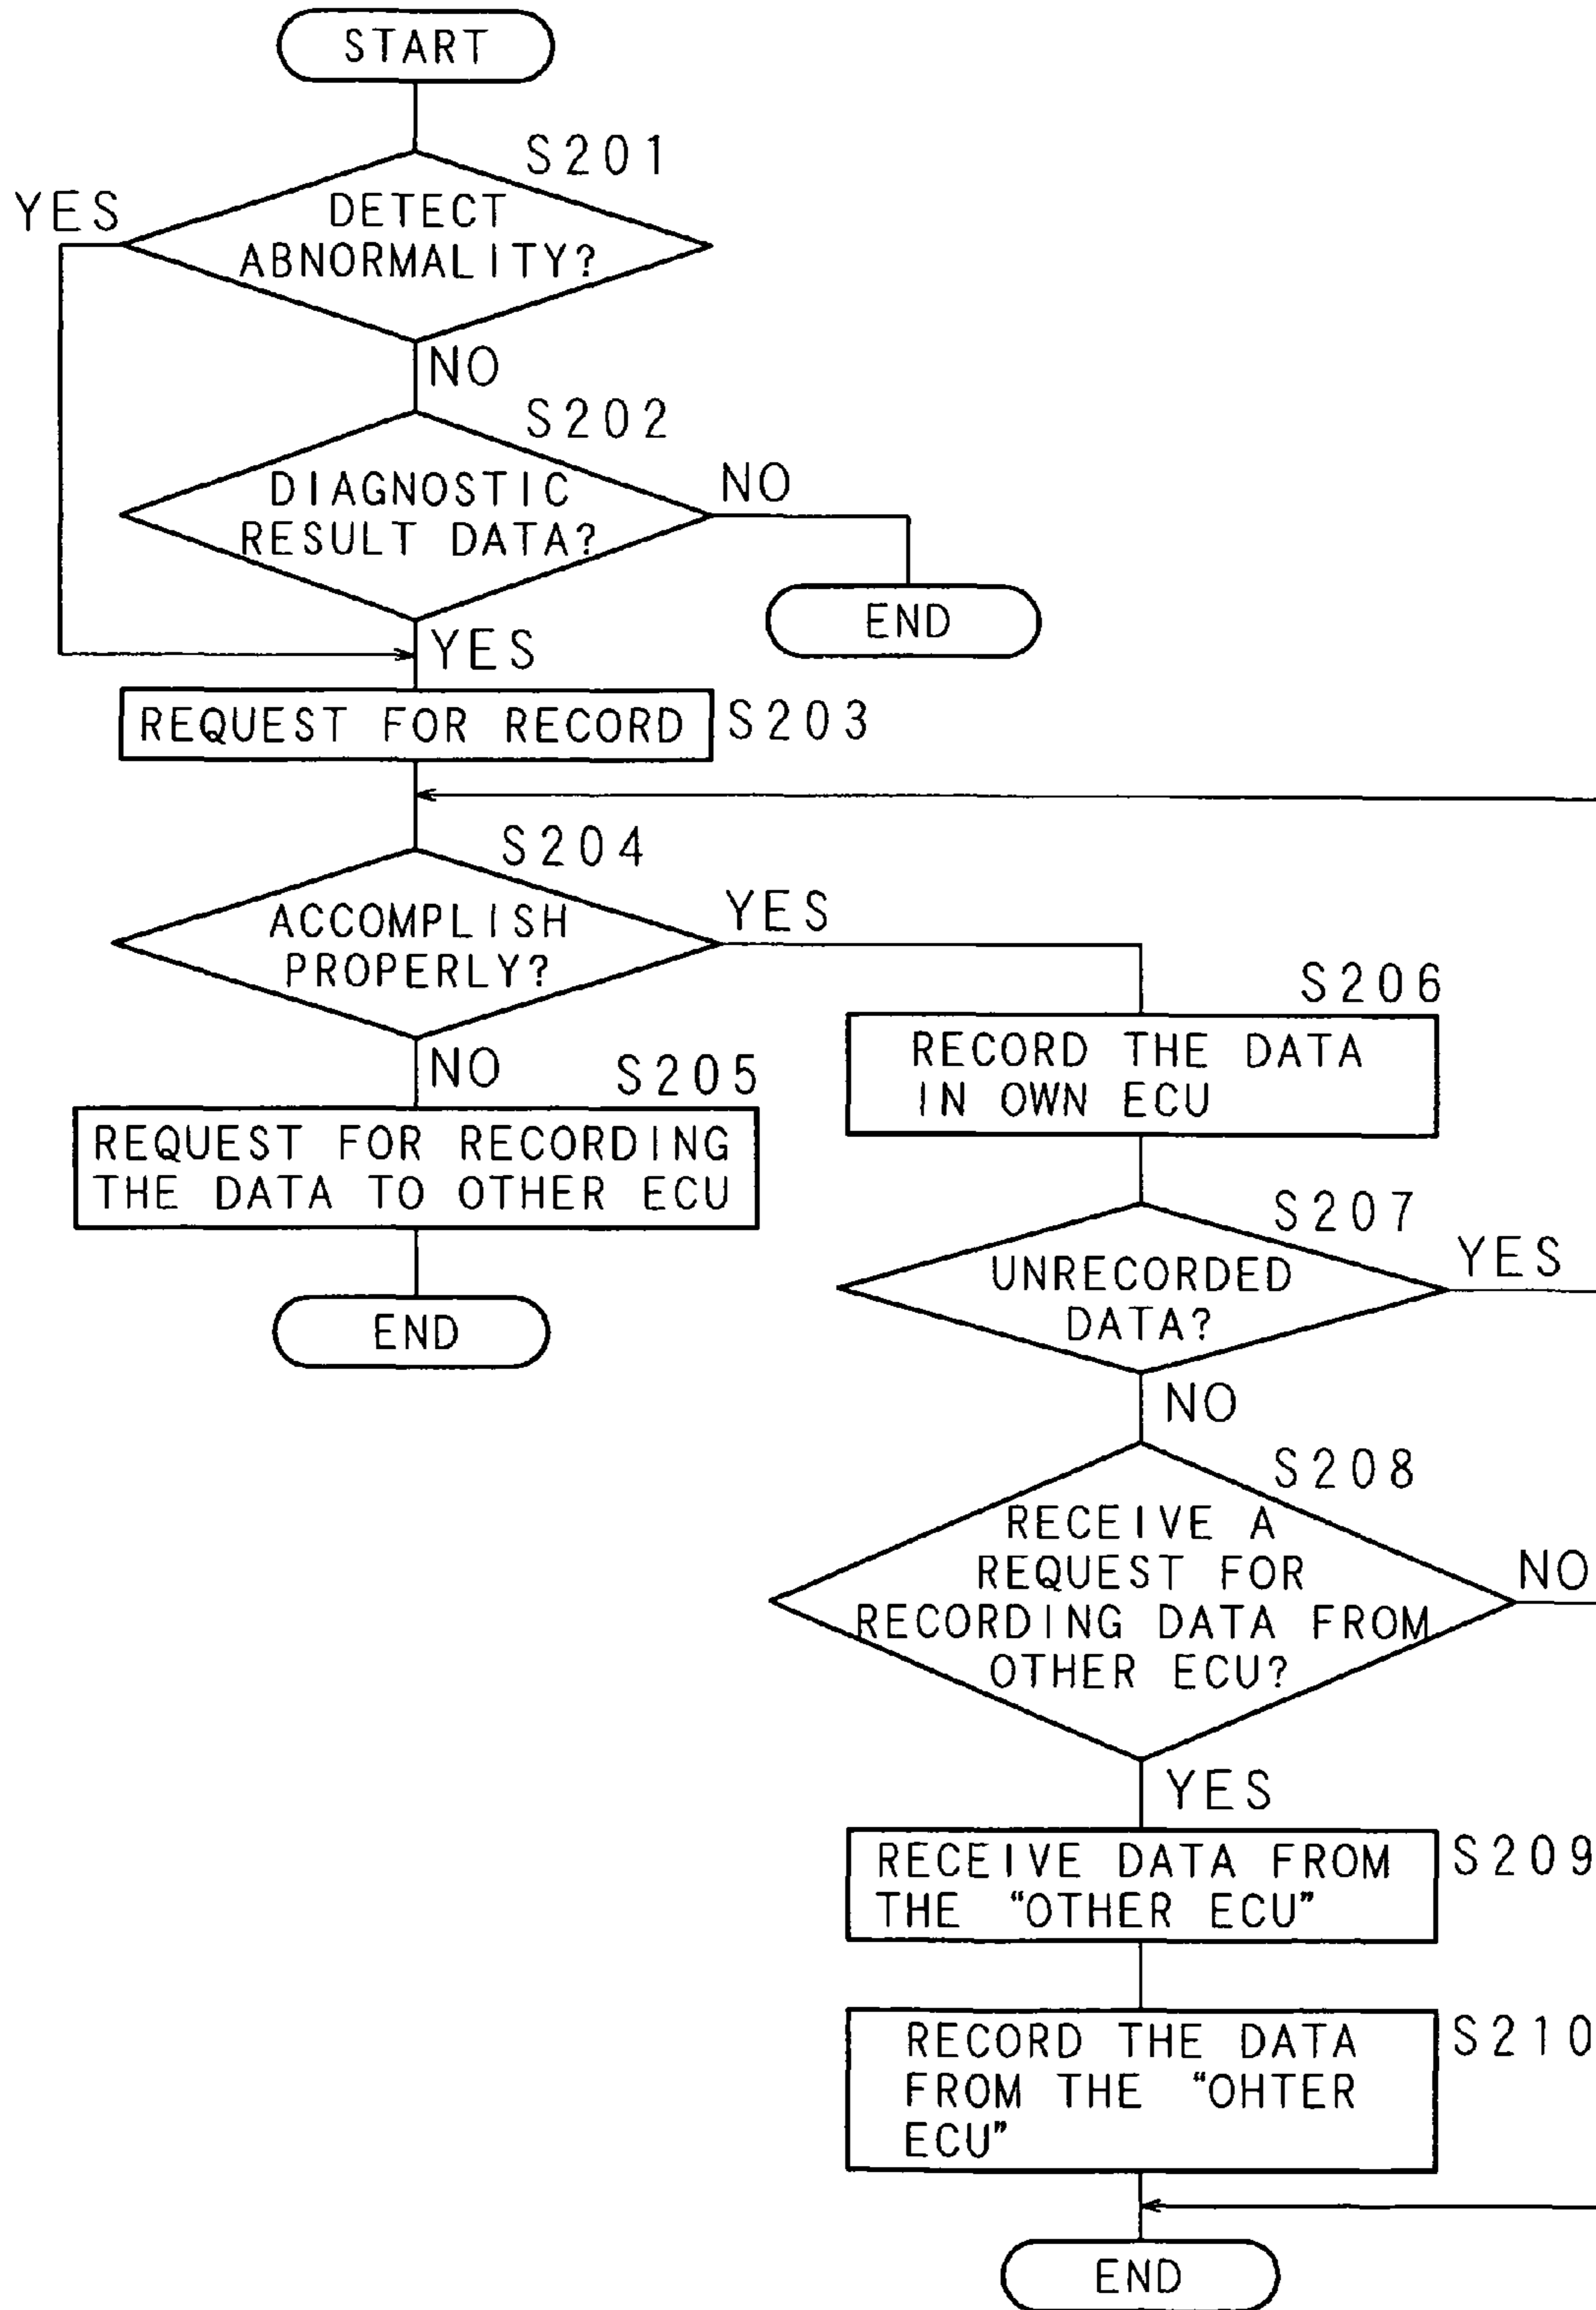 START
S201
YES
DETECT
ABNORMALITY?
NO
S202
DIAGNOSTIC
RESULT DATA?
NO
END
YES
REQUEST FOR RECORD
S203
S204
ACCOMPLISH
PROPERLY?
YES
NO
S205
REQUEST FOR RECORDING
THE DATA TO OTHER ECU
END
S206
RECORD THE DATA
IN OWN ECU
S207
UNRECORDED
DATA?
YES
NO
S208
RECEIVE A
REQUEST FOR
RECORDING DATA FROM
OTHER ECU?
NO
YES
RECEIVE DATA FROM
THE “OTHER ECU”
S209
RECORD THE DATA
FROM THE “OHTER
ECU”
S210
END